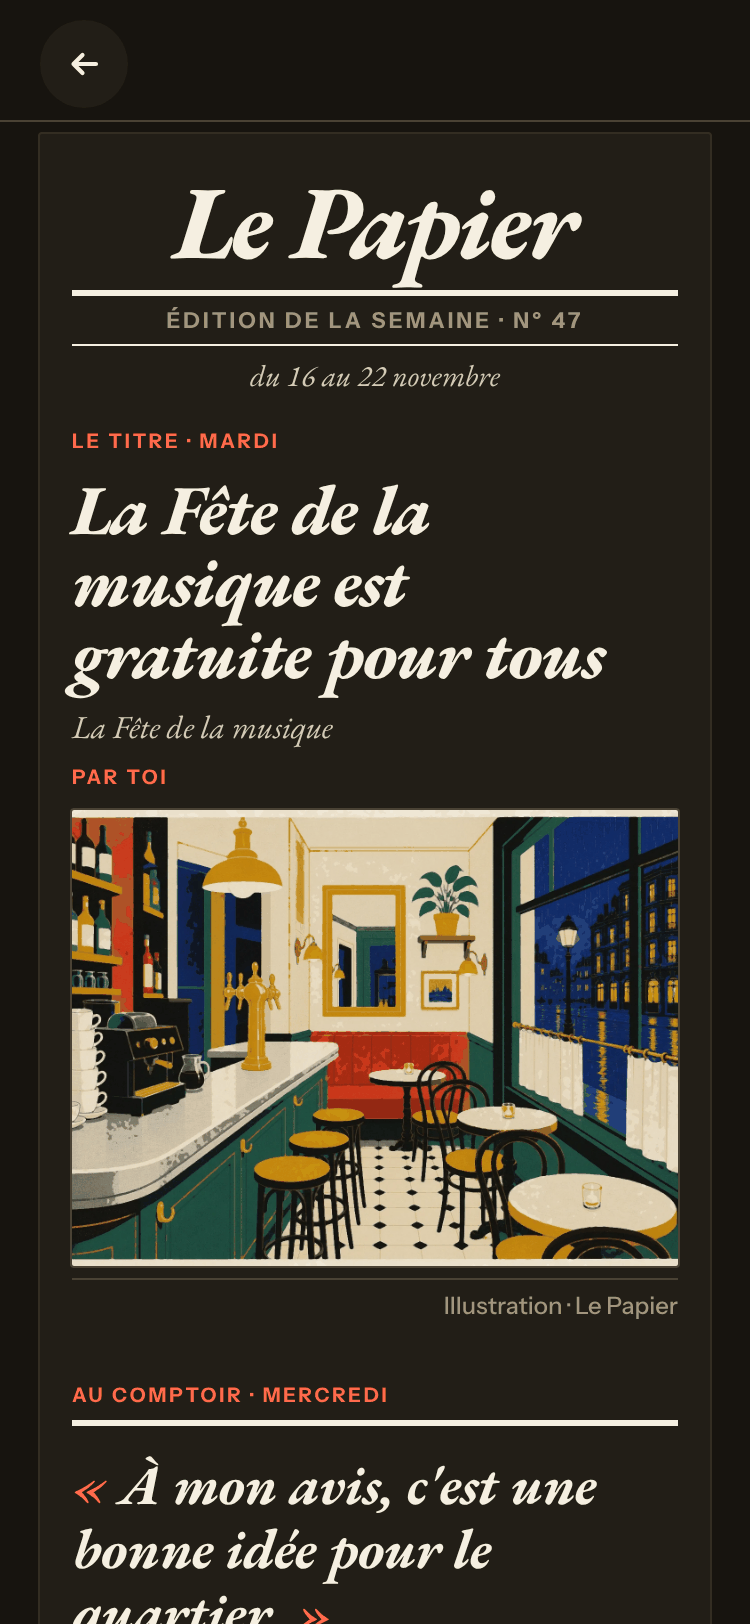 Le Papier
ÉDITION DE LA SEMAINE · N° 47
du 16 au 22 novembre
LE TITRE · MARDI
La Fête de la
musique est
gratuite pour tous
La Fête de la musique
PAR TOI
Illustration · Le Papier
AU COMPTOIR · MERCREDI
« À mon avis, c'est une
bonne idée pour le
quartier. »